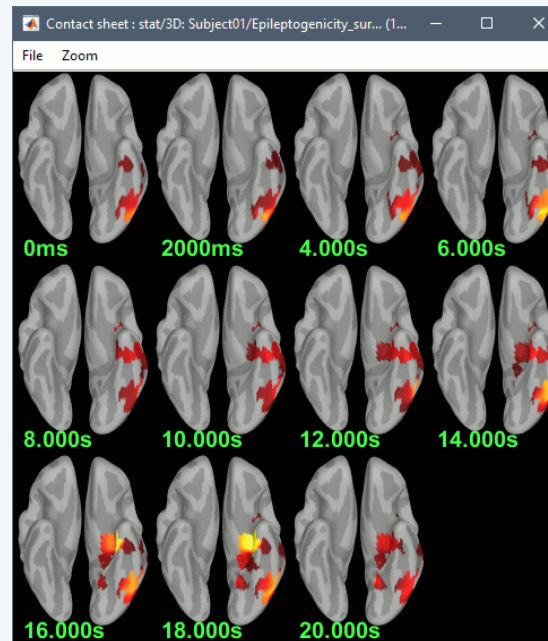 Contact sheet : stat/3D: Subject01/Epileptogenicity_sur... (1...
File Zoom
0ms 2000ms 4.000s 6.000s
8.000s 10.000s 12.000s 14.000s
16.000s 18.000s 20.000s